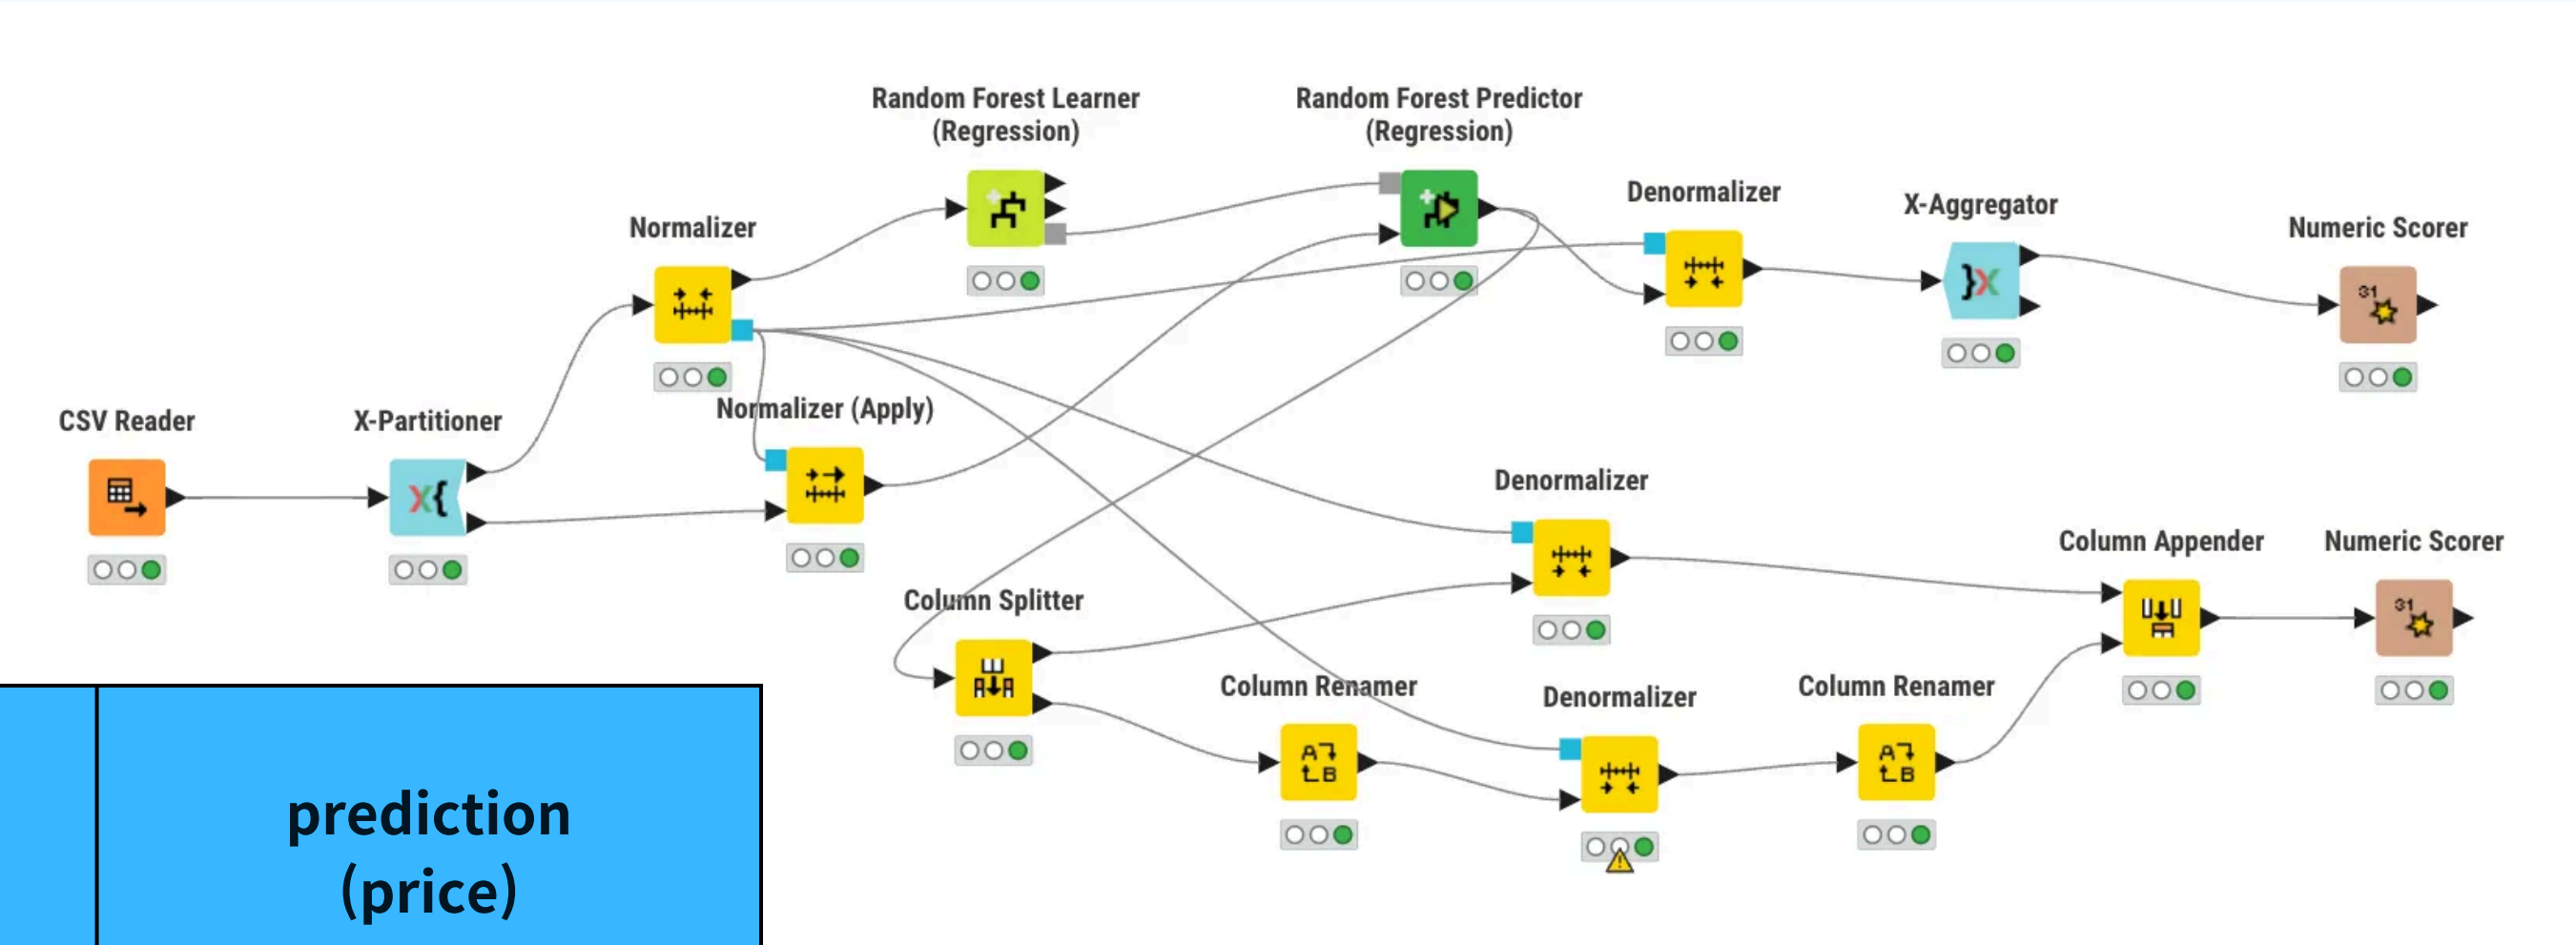 Random Forest Learner
(Regression)
Random Forest Predictor
(Regression)
Denormalizer
X-Aggregator
Numeric Scorer
Normalizer
CSV Reader
X-Partitioner
Normalizer (Apply)
Denormalizer
Column Appender
Numeric Scorer
Column Splitter
Column Renamer
Denormalizer
Column Renamer
prediction
(price)